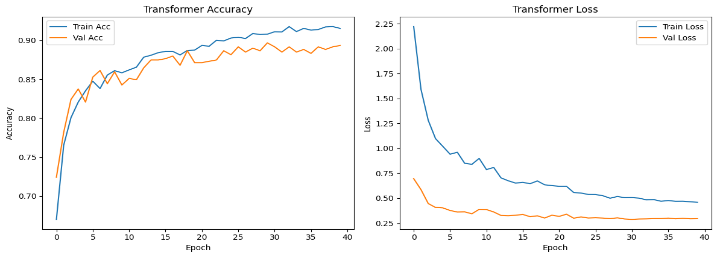 Transformer Accuracy
Train Acc
Val Acc
Accuracy
0.90
0.85
0.80
0.75
0.70
0 5 10 15 20 25 30 35 40
Epoch
Transformer Loss
Train Loss
Val Loss
Loss
2.25
2.00
1.75
1.50
1.25
1.00
0.75
0.50
0.25
0 5 10 15 20 25 30 35 40
Epoch